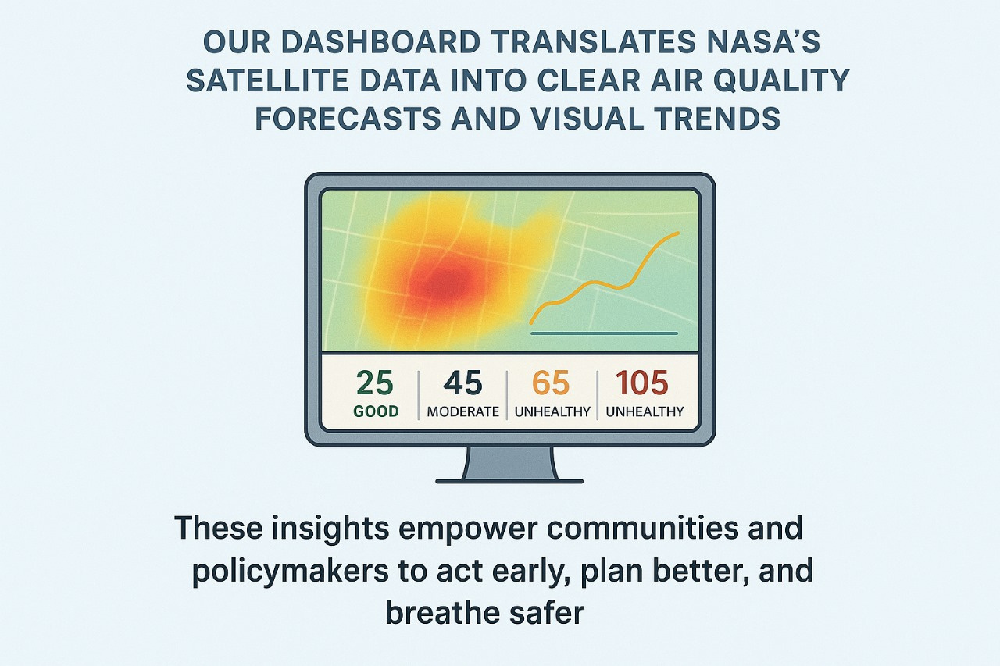 OUR DASHBOARD TRANSLATES NASA’S
SATELLITE DATA INTO CLEAR AIR QUALITY
FORECASTS AND VISUAL TRENDS
25 45 65 105
GOOD MODERATE UNHEALTHY UNHEALTHY
These insights empower communities and
policymakers to act early, plan better, and
breathe safer